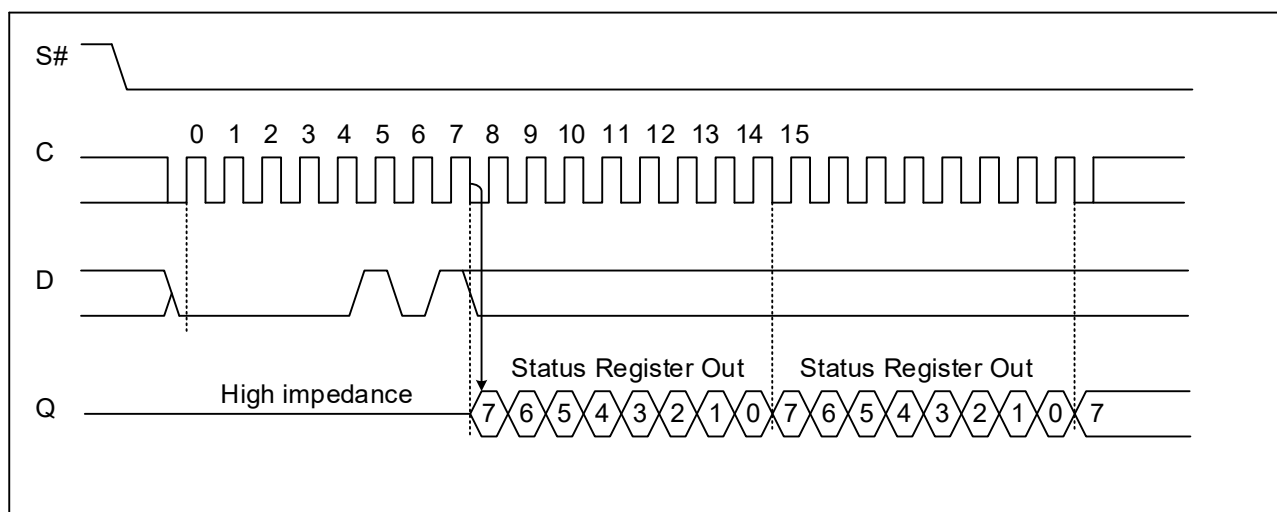 S#
0 1 2 3 4 5 6 7 8 9 10 11 12 13 14 15
C
D
Status Register Out Status Register Out
High impedance
Q
7 6 5 4 3 2 1 0 7 6 5 4 3 2 1 0 7